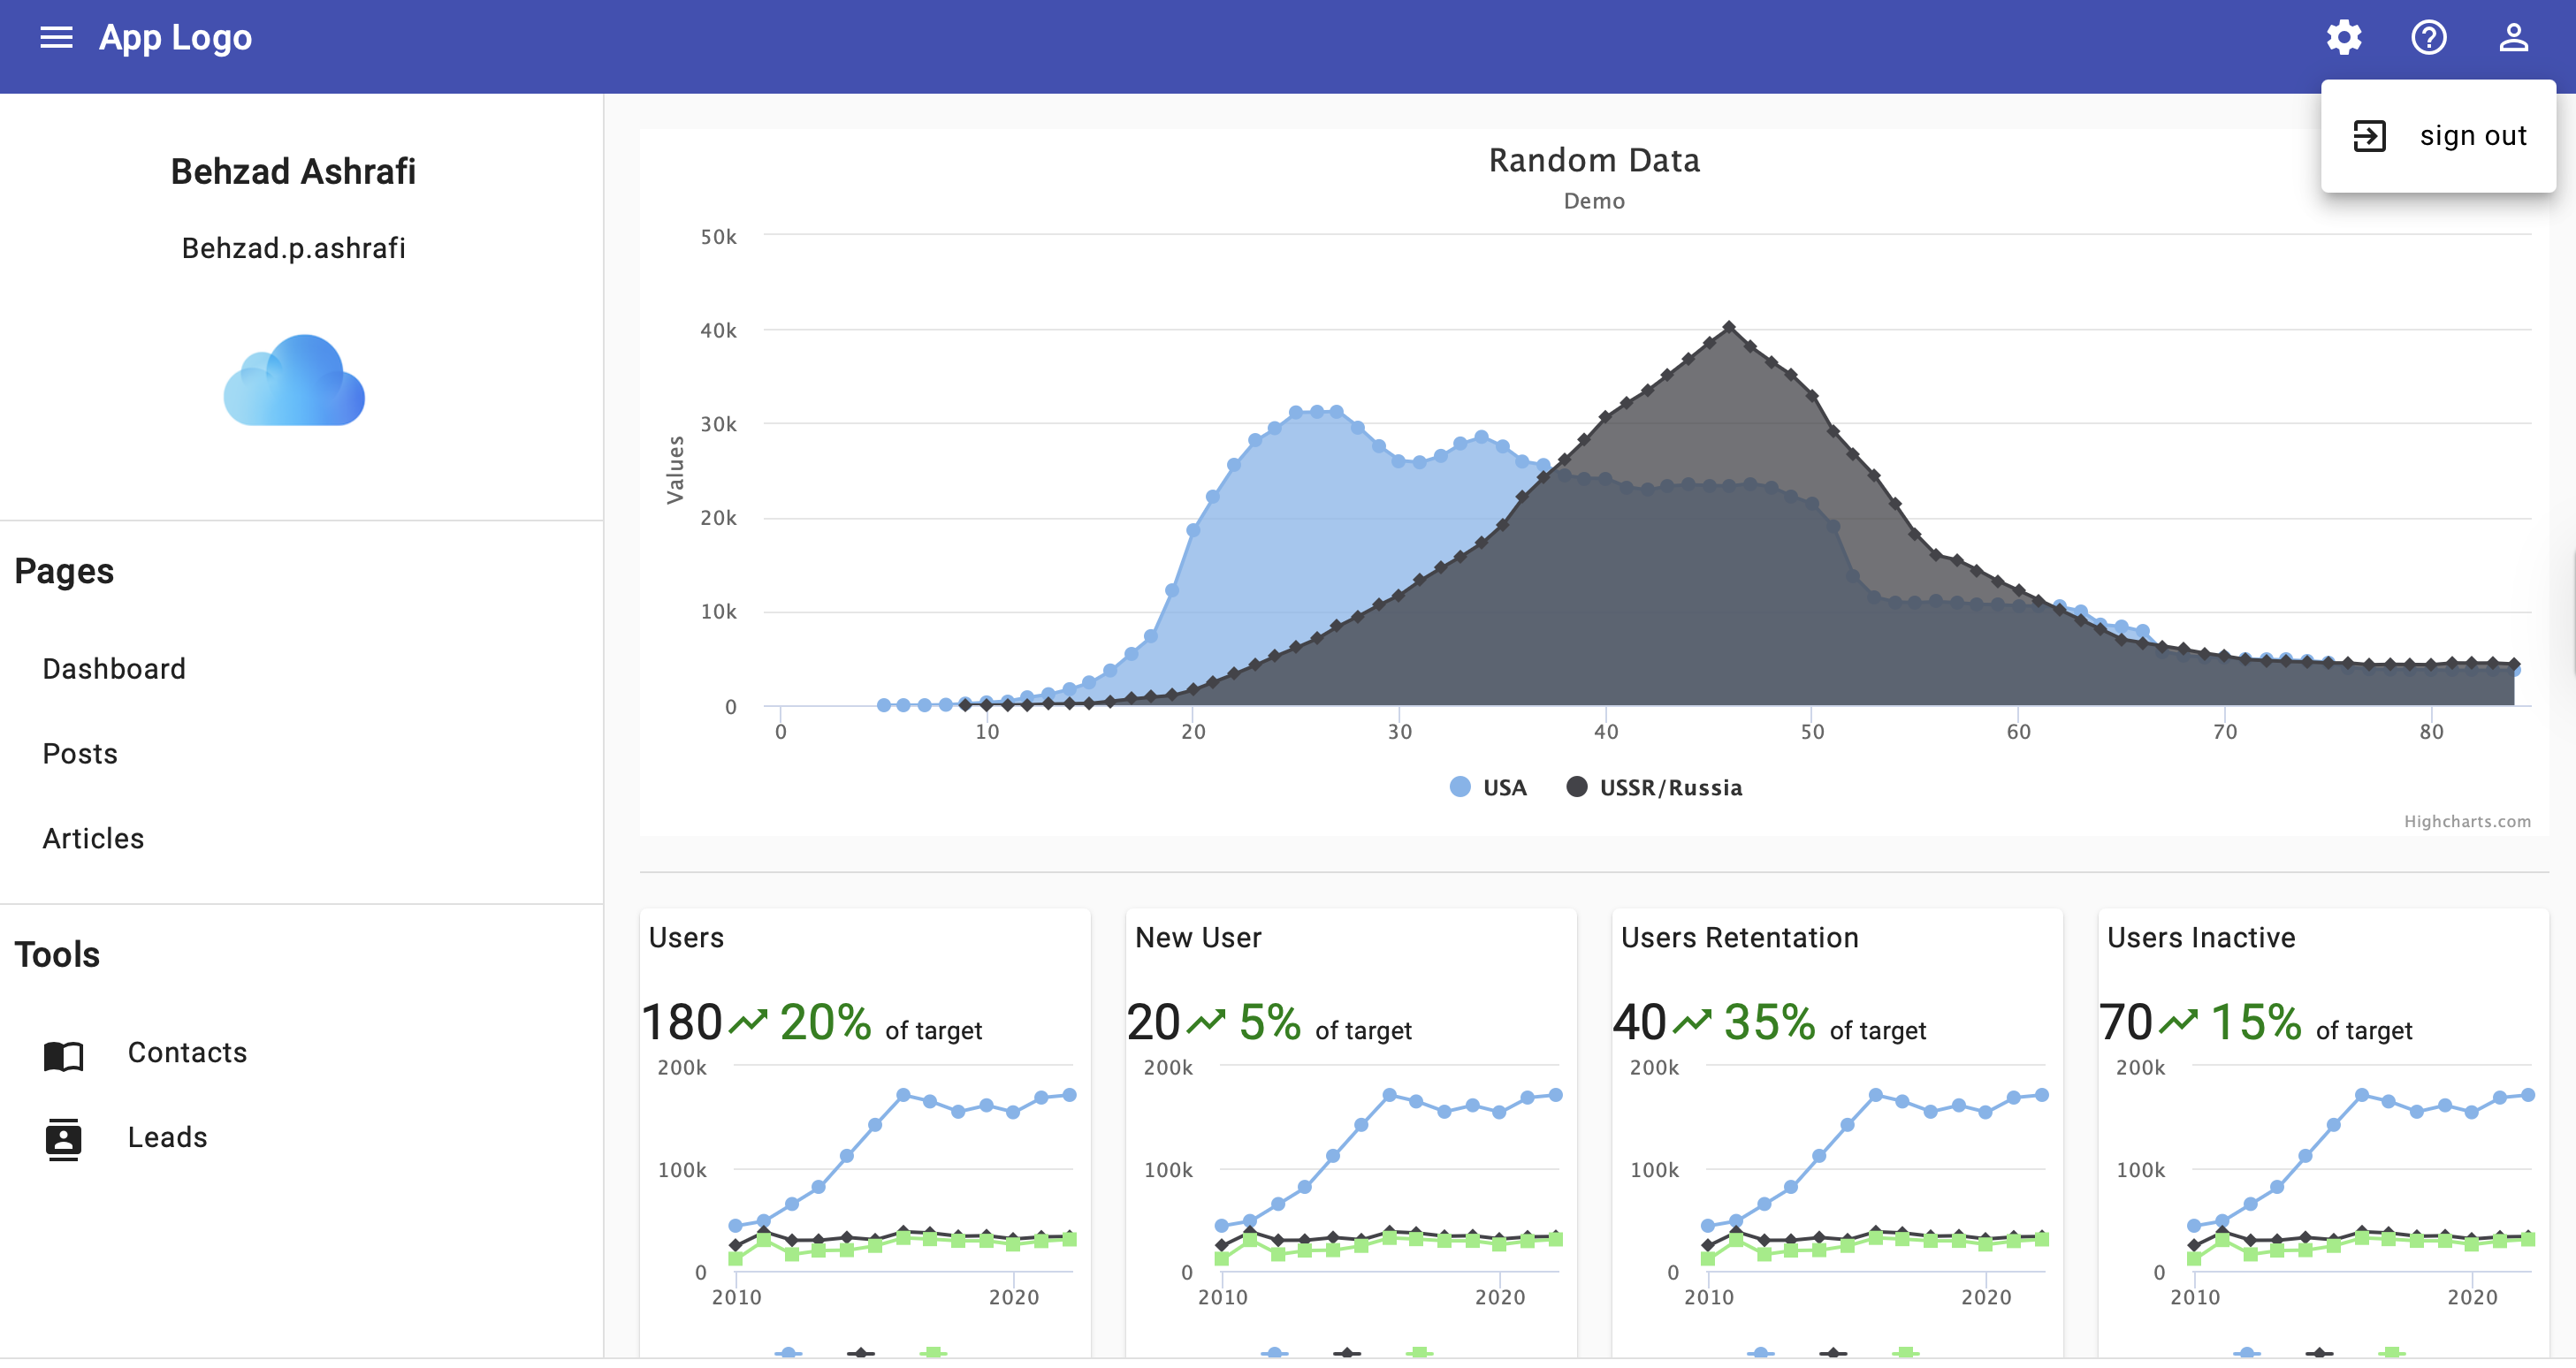 App Logo
sign out
Behzad Ashrafi
Behzad.p.ashrafi
Pages
Dashboard
Posts
Articles
Tools
Contacts
Leads
Random Data
Demo
Values
50k
40k
30k
20k
10k
0
0 10 20 30 40 50 60 70 80
USA USSR/Russia
Highcharts.com
Users
180 20% of target
200k
100k
0
2010 2020
New User
20 5% of target
200k
100k
0
2010 2020
Users Retentation
40 35% of target
200k
100k
0
2010 2020
Users Inactive
70 15% of target
200k
100k
0
2010 2020